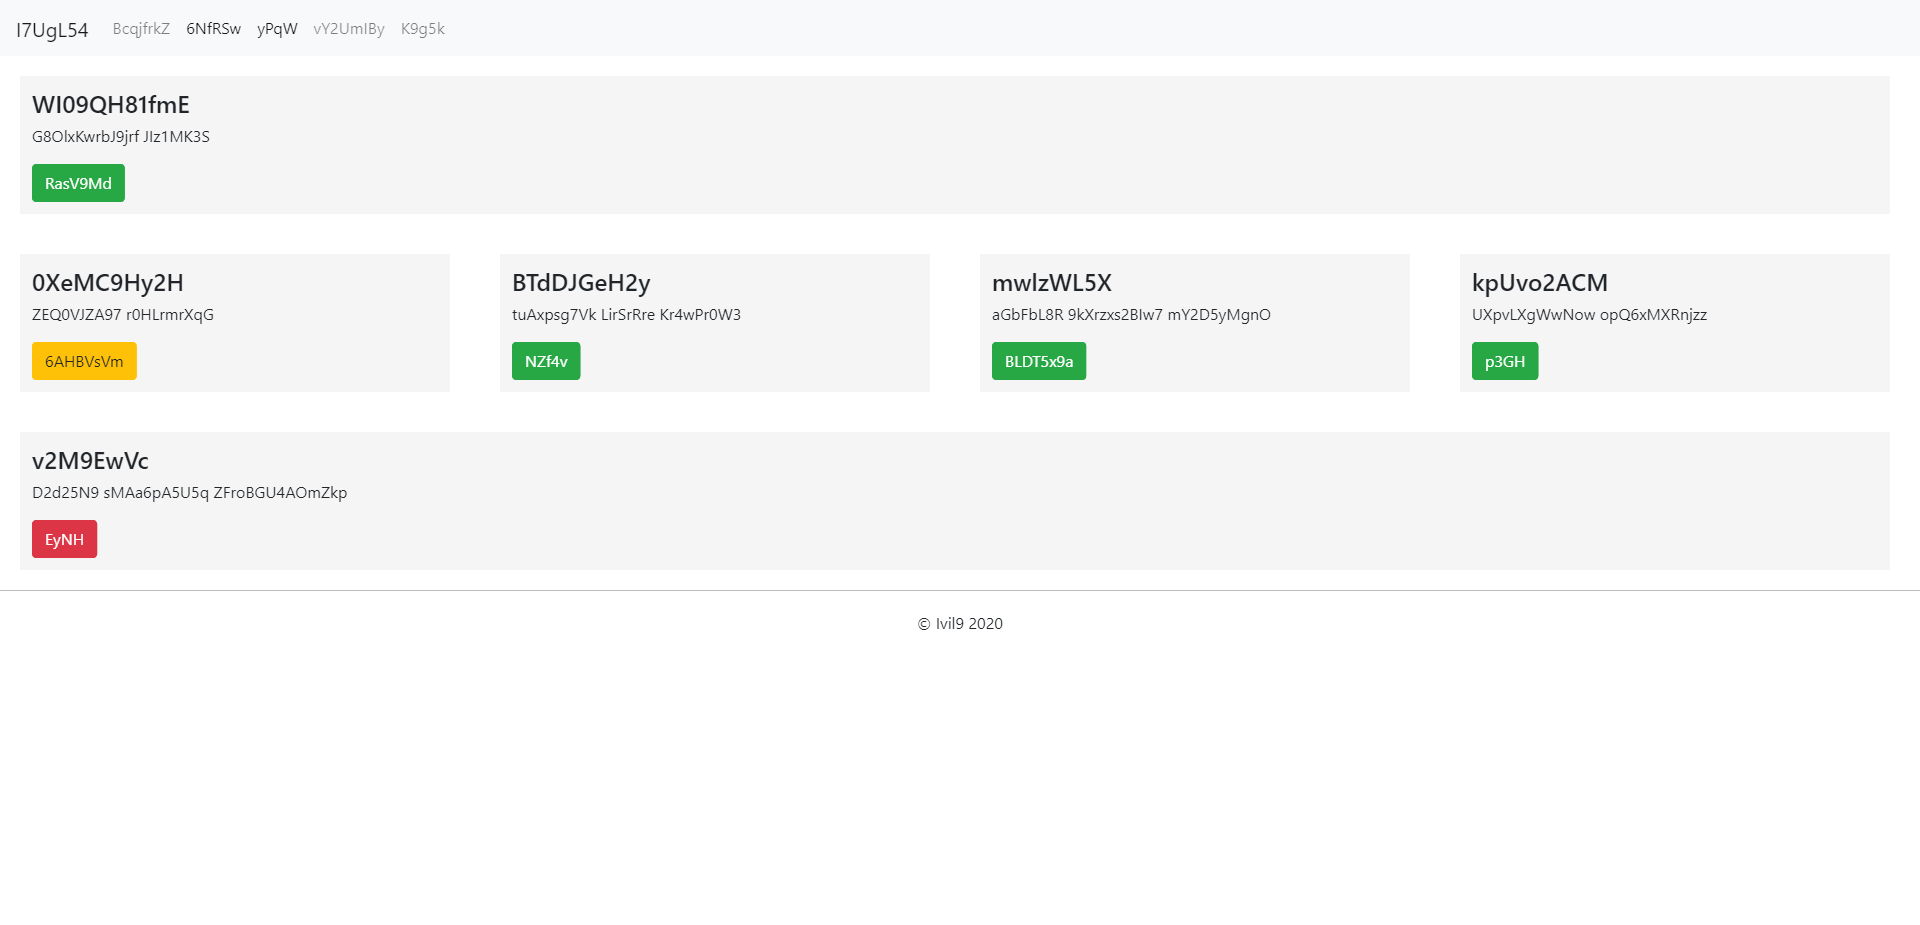 I7UgL54 BcqjfrkZ 6NfRSw yPqW vY2UmIBy K9g5k
WI09QH81fmE
G8OlxKwrbJ9jrf JIz1MK3S
RasV9Md
0XeMC9Hy2H
ZEQ0VJZA97 r0HLrmrXqG
6AHBVsVm
BTdDJGeH2y
tuAxpsg7Vk LirSrRre Kr4wPr0W3
NZf4v
mwlzWL5X
aGbFbL8R 9kXrzxs2BIw7 mY2D5yMgnO
BLDT5x9a
kpUvo2ACM
UXpvLXgWwNow opQ6xMXRnjzz
p3GH
v2M9EwVc
D2d25N9 sMAa6pA5U5q ZFroBGU4AOmZkp
EyNH
© Ivil9 2020